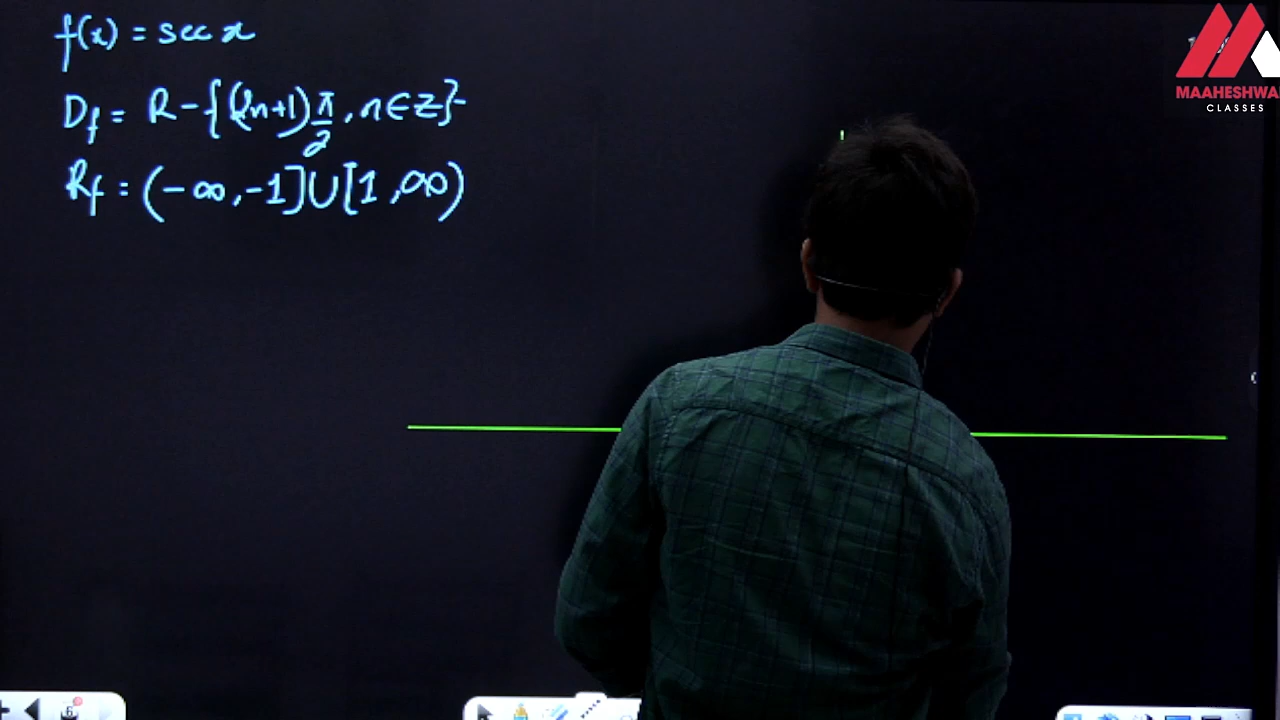 f(x) = sec x
Df = R - {(2n+1)π/2, n∈Z}
Rf = (-∞, -1] ∪ [1, ∞)
MAAHESHWA
CLASSES